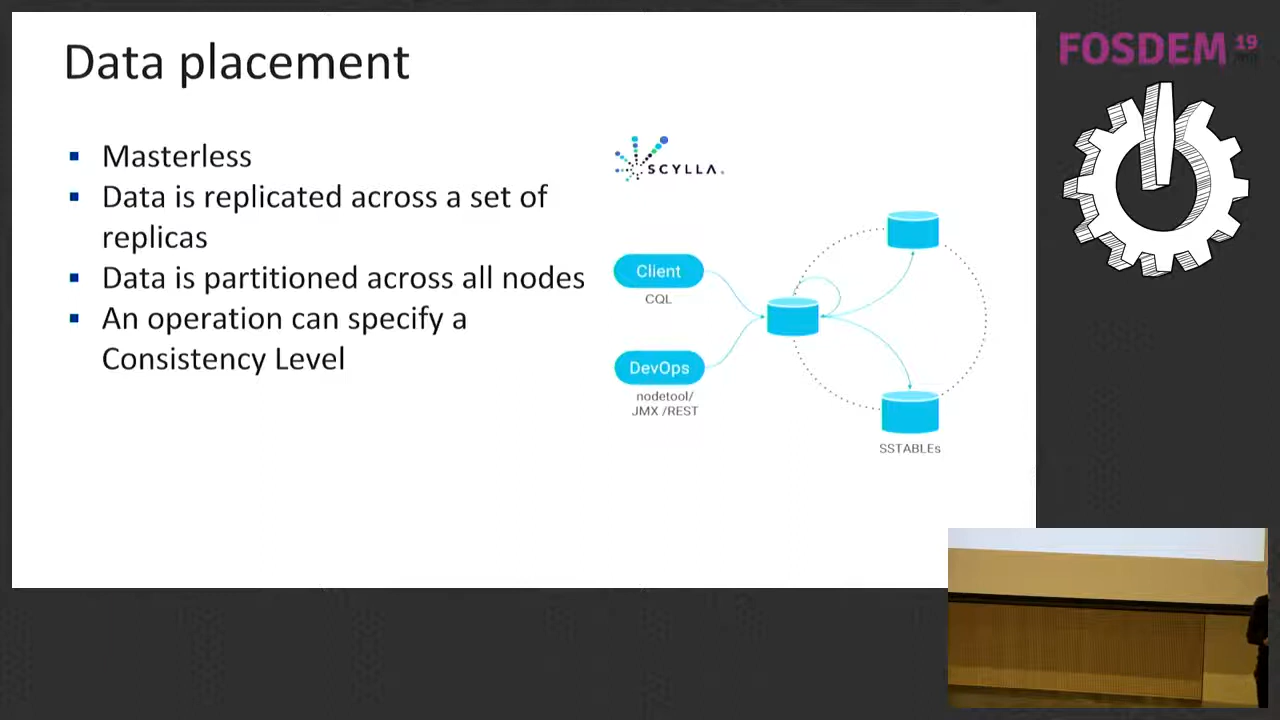 Data placement
Masterless
Data is replicated across a set of
replicas
Data is partitioned across all nodes
An operation can specify a
Consistency Level
SCYLLA.
Client
CQL
DevOps
nodetool/
JMX /REST
SSTABLEs
FOSDEM 19